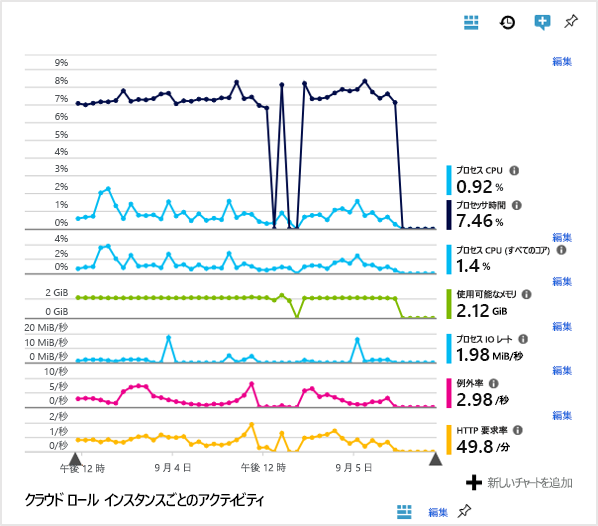 編集
9%
8%
7%
6%
5%
4%
3%
2%
1%
0%
プロセス CPU
0.92 %
プロセッサ時間
7.46 %
編集
4%
2%
0%
プロセス CPU (すべてのコア)
1.4 %
編集
2 GiB
0 GiB
使用可能なメモリ
2.12 GiB
編集
20 MiB/秒
10 MiB/秒
0 MiB/秒
プロセス IO レート
1.98 MiB/秒
編集
10/秒
5/秒
0/秒
例外率
2.98 /秒
編集
2/秒
1/秒
0/秒
HTTP 要求率
49.8 /分
午後 12 時
9 月 4 日
午後 12 時
9 月 5 日
新しいチャートを追加
クラウド ロール インスタンスごとのアクティビティ
編集